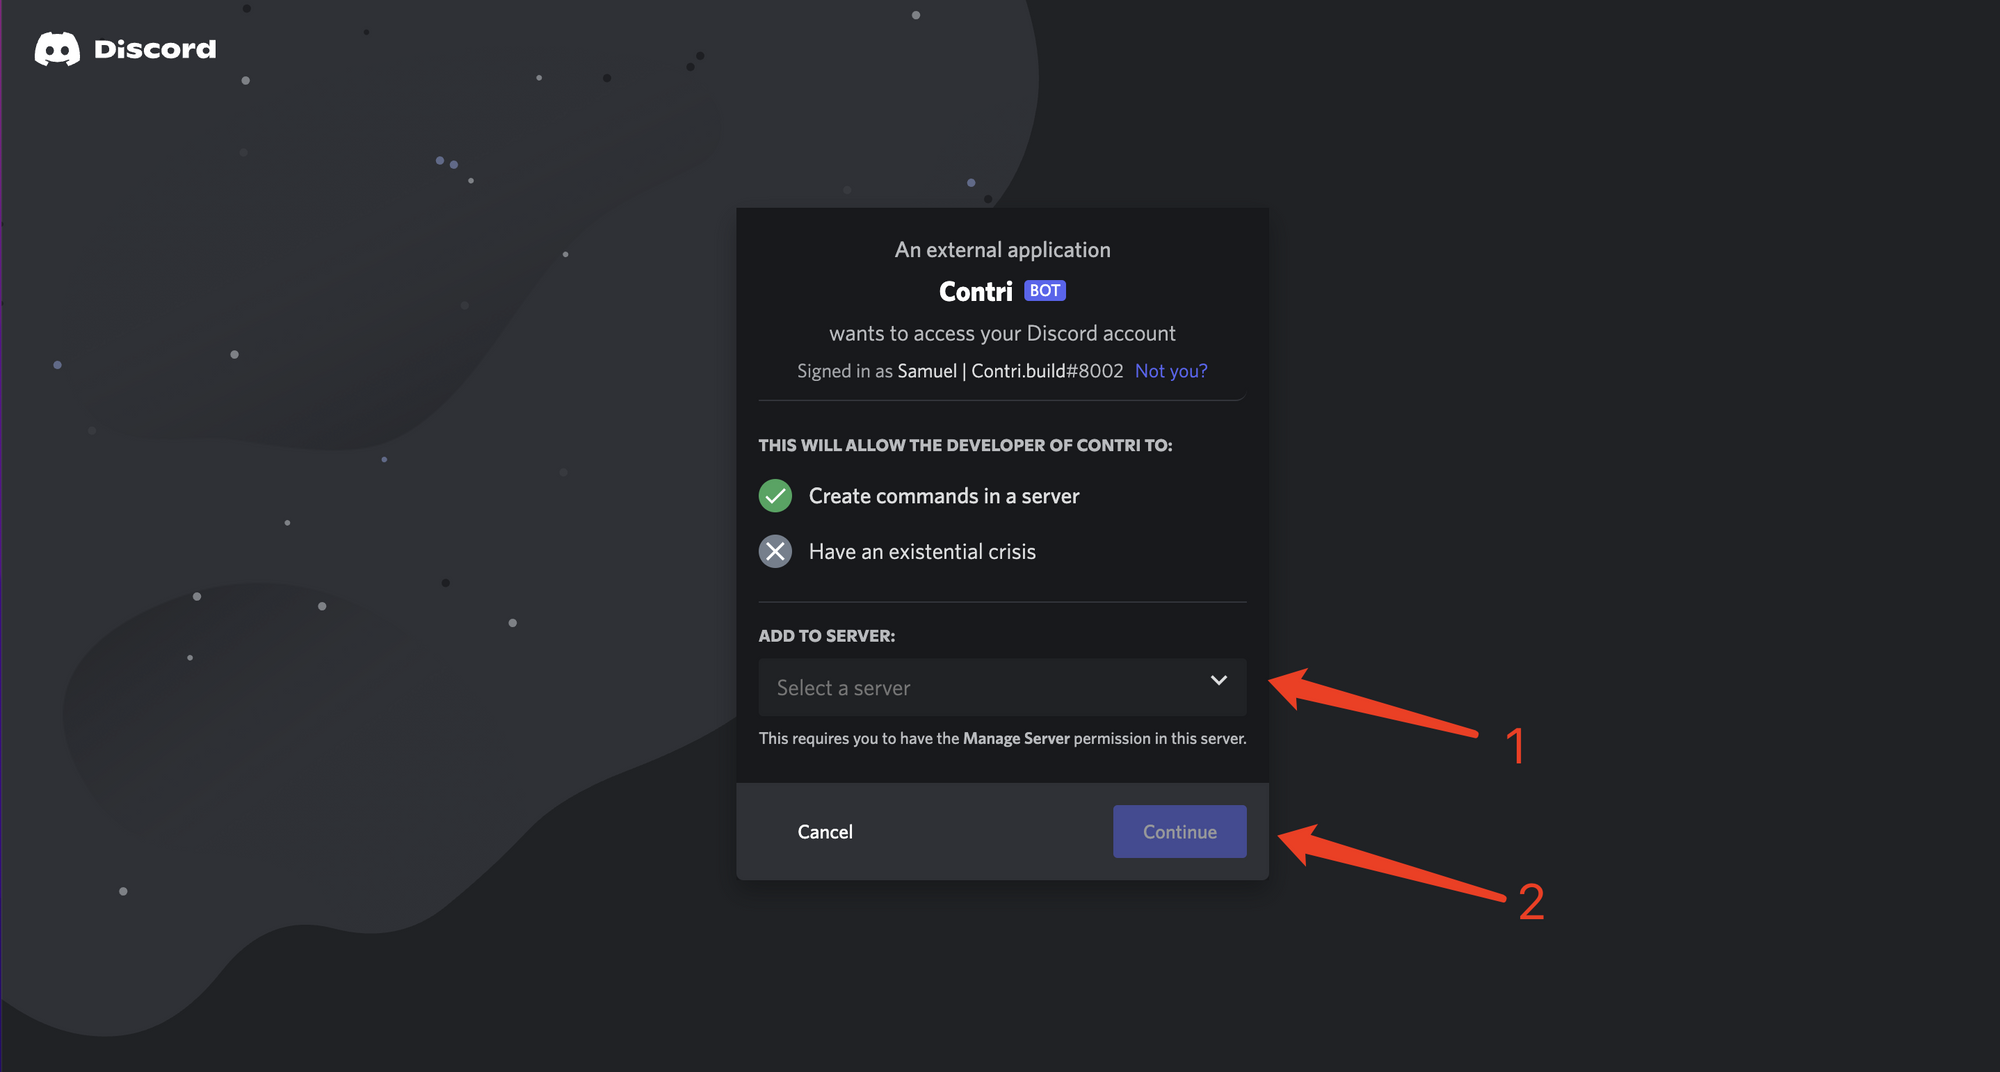 Discord
An external application
Contri BOT
wants to access your Discord account
Signed in as Samuel | Contri.build#8002 Not you?
THIS WILL ALLOW THE DEVELOPER OF CONTRI TO:
Create commands in a server
Have an existential crisis
ADD TO SERVER:
Select a server
This requires you to have the Manage Server permission in this server.
1
Cancel Continue
2